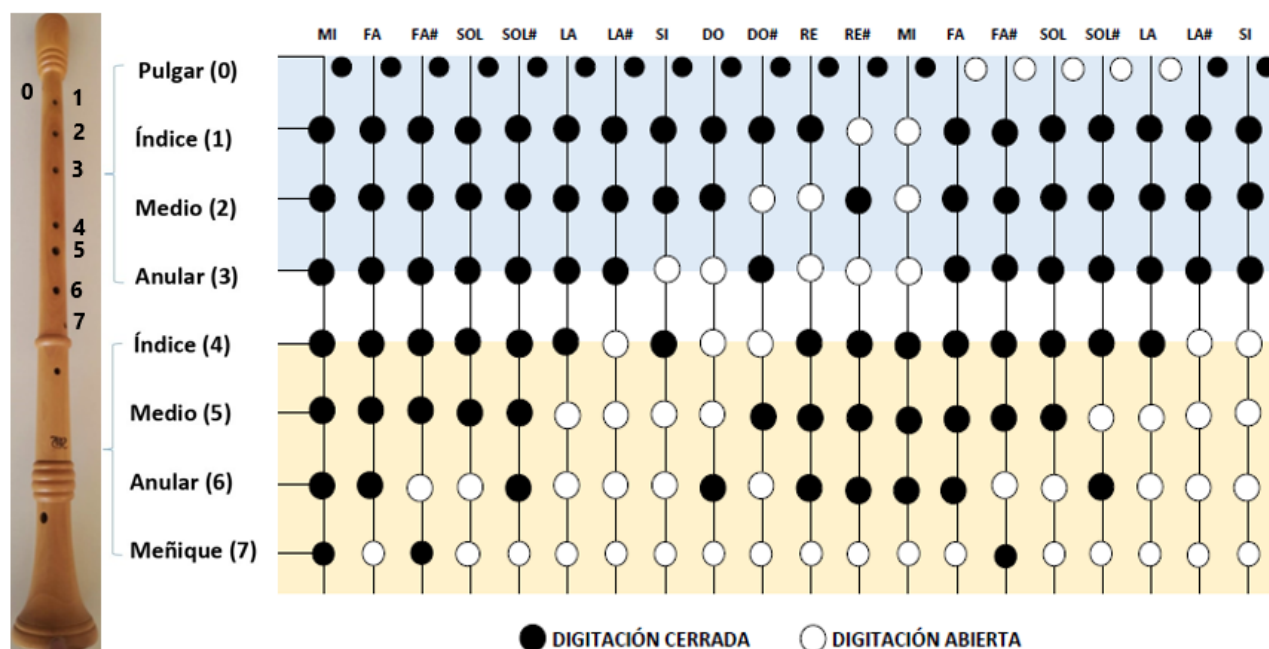 MI FA FA# SOL SOL# LA LA# SI DO DO# RE RE# MI FA FA# SOL SOL# LA LA# SI
Pulgar (0)
Índice (1)
Medio (2)
Anular (3)
Índice (4)
Medio (5)
Anular (6)
Meñique (7)
0
1
2
3
4
5
6
7
DIGITACIÓN CERRADA DIGITACIÓN ABIERTA